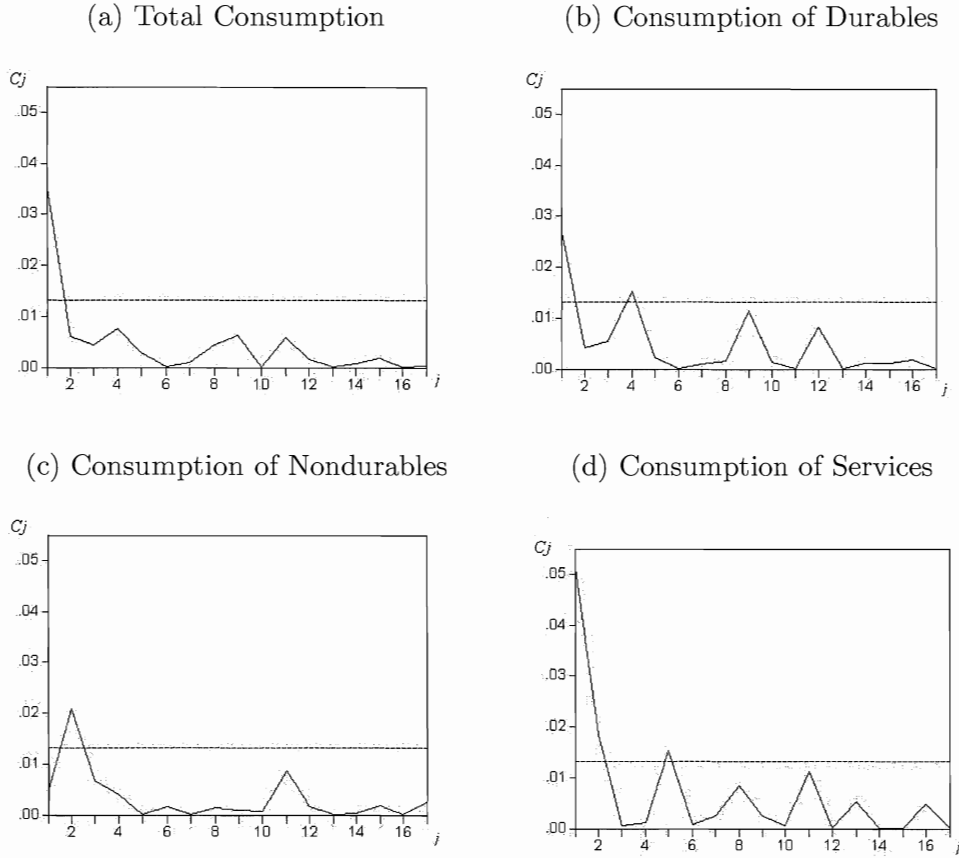 (a) Total Consumption
Cj
.05
.04
.03
.02
.01
.00
2 4 6 8 10 12 14 16 j
(b) Consumption of Durables
Cj
.05
.04
.03
.02
.01
.00
2 4 6 8 10 12 14 16 j
(c) Consumption of Nondurables
Cj
.05
.04
.03
.02
.01
.00
2 4 6 8 10 12 14 16 j
(d) Consumption of Services
Cj
.05
.04
.03
.02
.01
.00
2 4 6 8 10 12 14 16 j